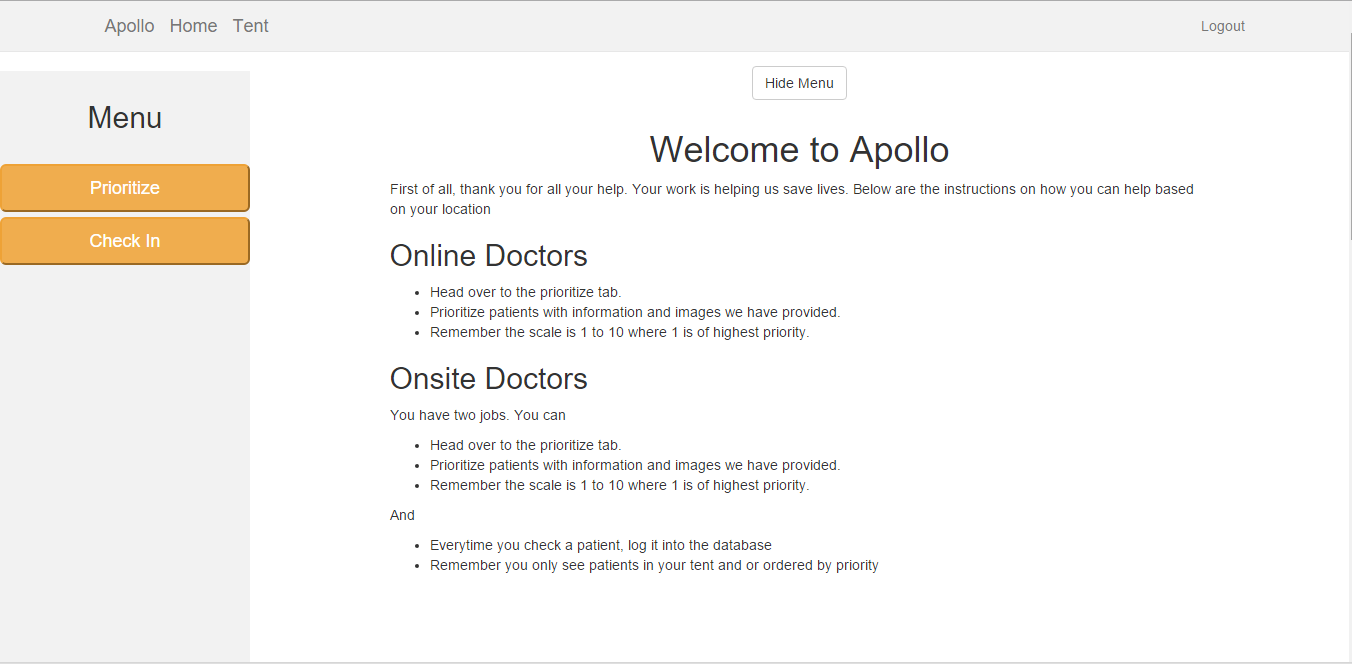 Apollo Home Tent Logout
Hide Menu
Menu
Prioritize
Check In
Welcome to Apollo
First of all, thank you for all your help. Your work is helping us save lives. Below are the instructions on how you can help based
on your location
Online Doctors
Head over to the prioritize tab.
Prioritize patients with information and images we have provided.
Remember the scale is 1 to 10 where 1 is of highest priority.
Onsite Doctors
You have two jobs. You can
Head over to the prioritize tab.
Prioritize patients with information and images we have provided.
Remember the scale is 1 to 10 where 1 is of highest priority.
And
Everytime you check a patient, log it into the database
Remember you only see patients in your tent and or ordered by priority